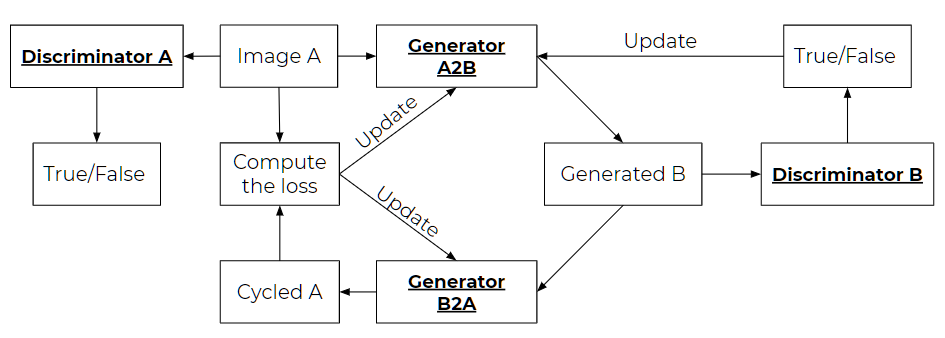 Discriminator A
Image A
Generator
A2B
Update
True/False
True/False
Compute
the loss
Update
Generated B
Discriminator B
Update
Cycled A
Generator
B2A